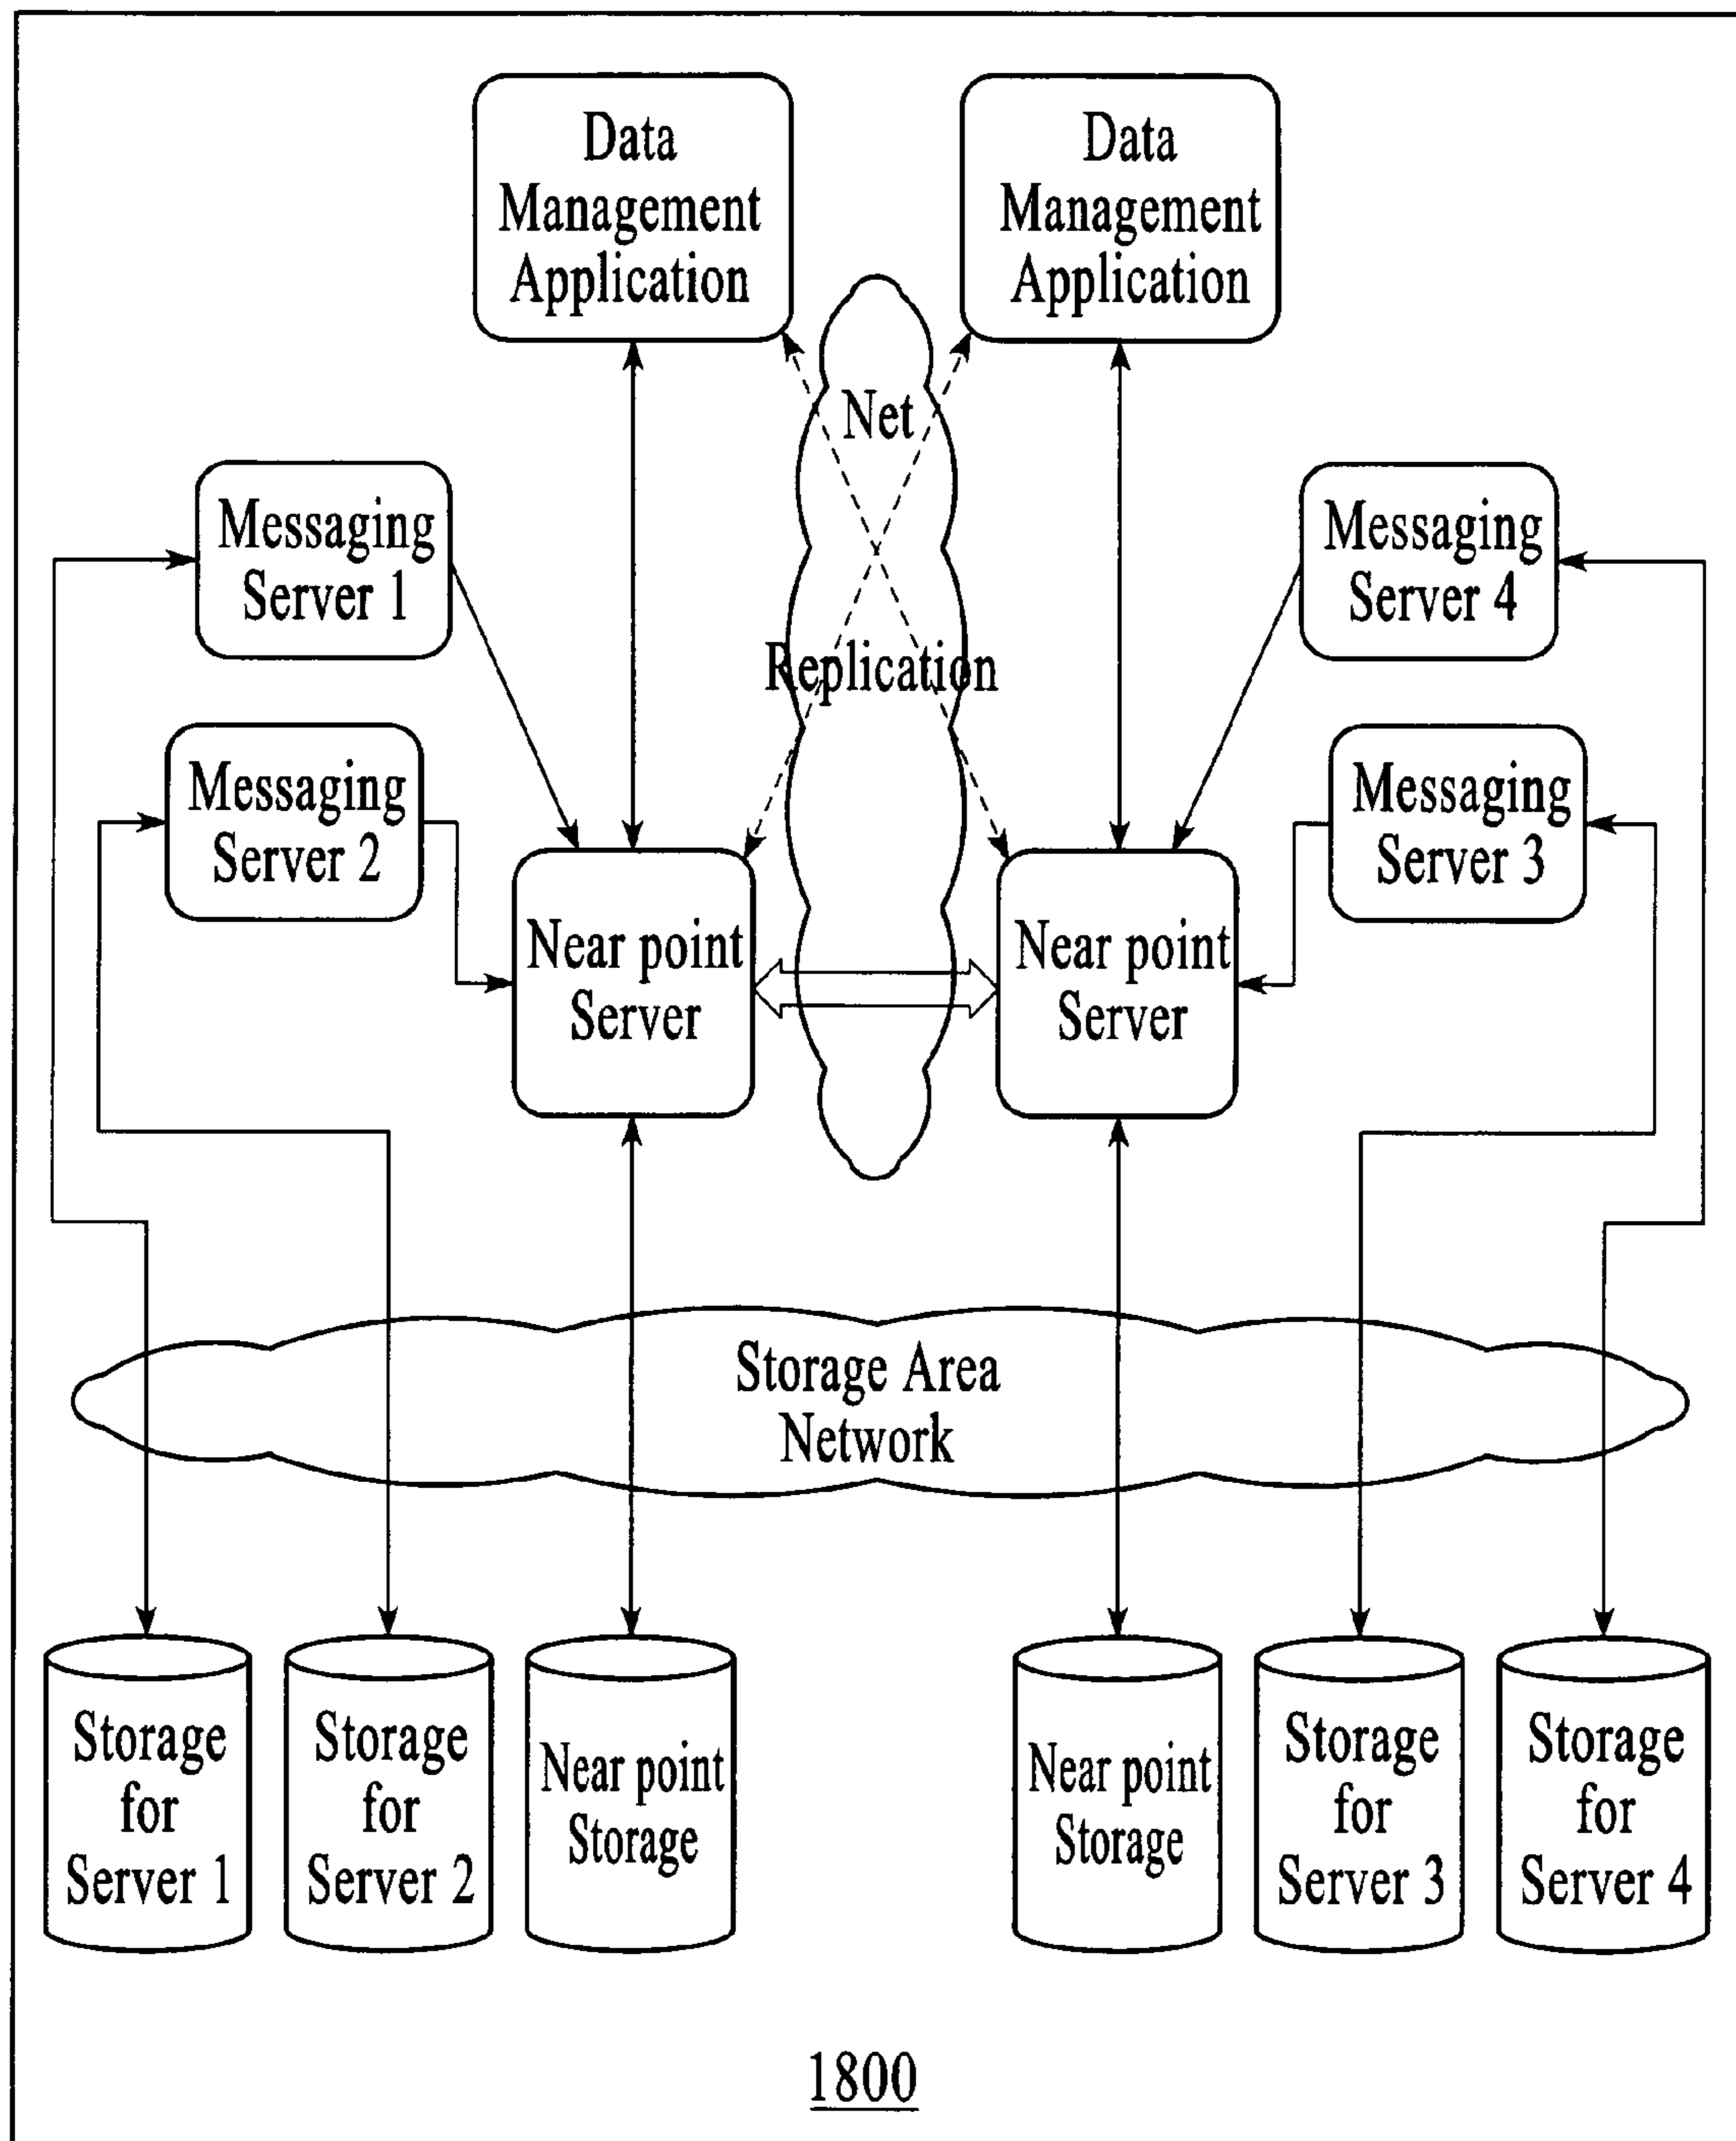 Data
Management
Application
Data
Management
Application
Net
Messaging
Server 1
Messaging
Server 4
Replication
Messaging
Server 2
Messaging
Server 3
Near point
Server
Near point
Server
Storage Area
Network
Storage
for
Server 1
Storage
for
Server 2
Near point
Storage
Near point
Storage
Storage
for
Server 3
Storage
for
Server 4
1800